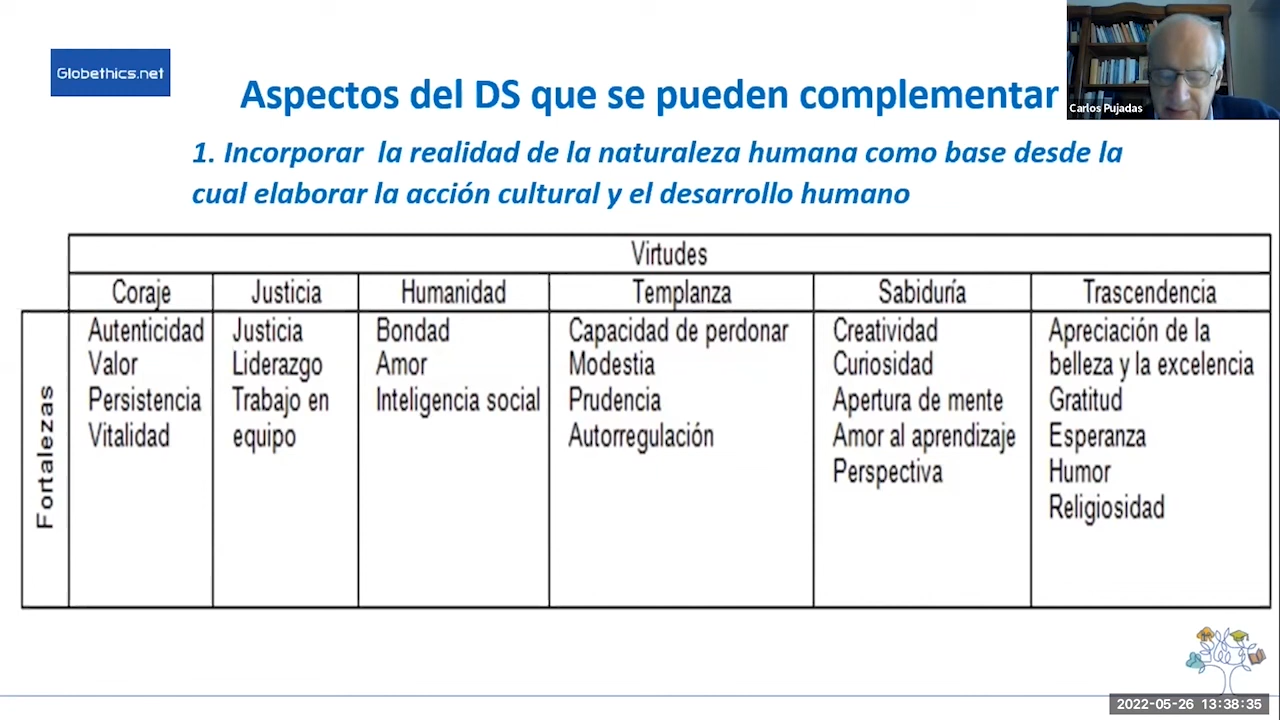 Globethics.net
Aspectos del DS que se pueden complementar
Carlos Pujadas
1. Incorporar la realidad de la naturaleza humana como base desde la
cual elaborar la acción cultural y el desarrollo humano
Virtudes
Coraje
Justicia
Humanidad
Templanza
Sabiduría
Trascendencia
Fortalezas
Autenticidad
Valor
Persistencia
Vitalidad
Justicia
Liderazgo
Trabajo en
equipo
Bondad
Amor
Inteligencia social
Capacidad de perdonar
Modestia
Prudencia
Autorregulación
Creatividad
Curiosidad
Apertura de mente
Amor al aprendizaje
Perspectiva
Apreciación de la
belleza y la excelencia
Gratitud
Esperanza
Humor
Religiosidad
2022-05-26 13:38:35